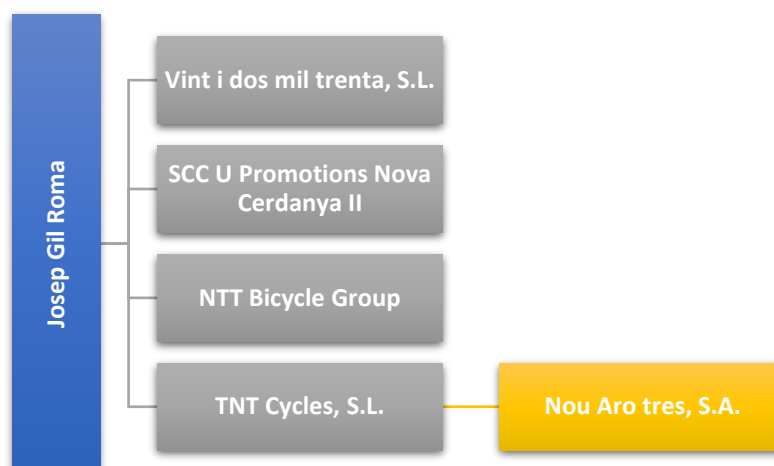 Josep Gil Roma
Vint i dos mil trenta, S.L.
SCC U Promotions Nova
Cerdanya II
NTT Bicycle Group
TNT Cycles, S.L.
Nou Aro tres, S.A.